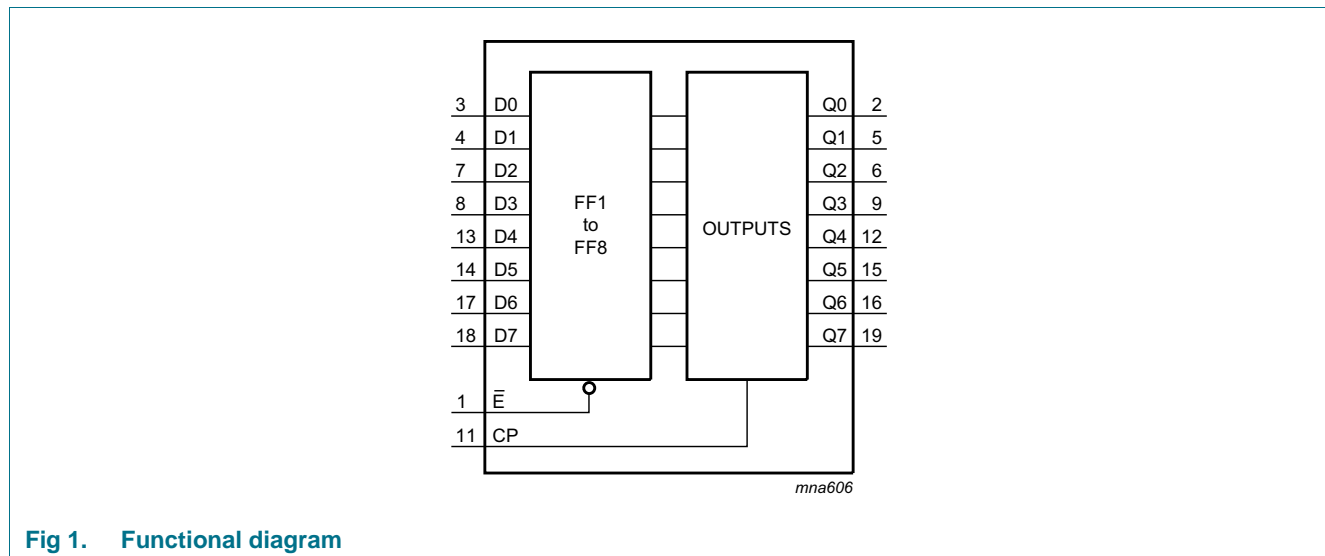 3 D0 Q0 2
4 D1 Q1 5
7 D2 Q2 6
8 D3 FF1 Q3 9
to OUTPUTS
13 D4 FF8 Q4 12
14 D5 Q5 15
17 D6 Q6 16
18 D7 Q7 19
1 E̅
11 CP
mna606
Fig 1. Functional diagram